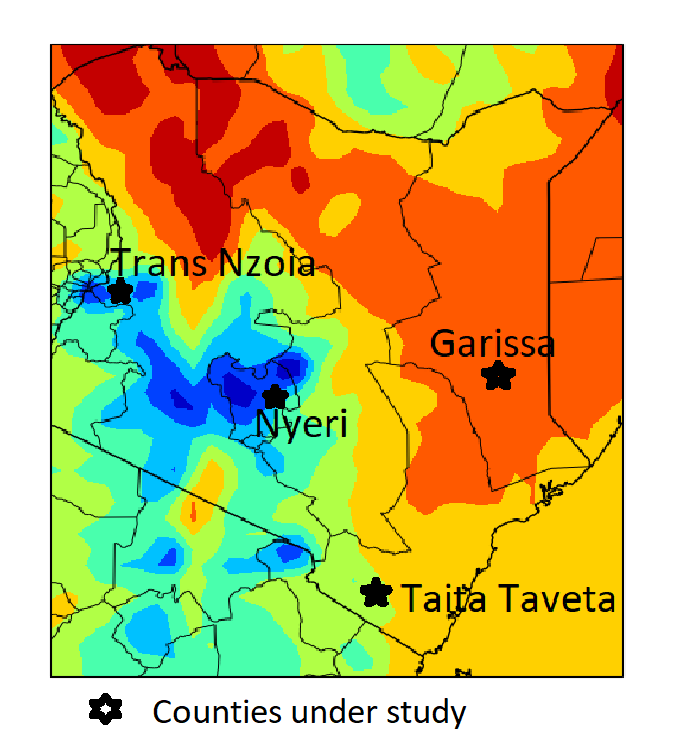 Trans Nzoia
Garissa
Nyeri
Taita Taveta
Counties under study